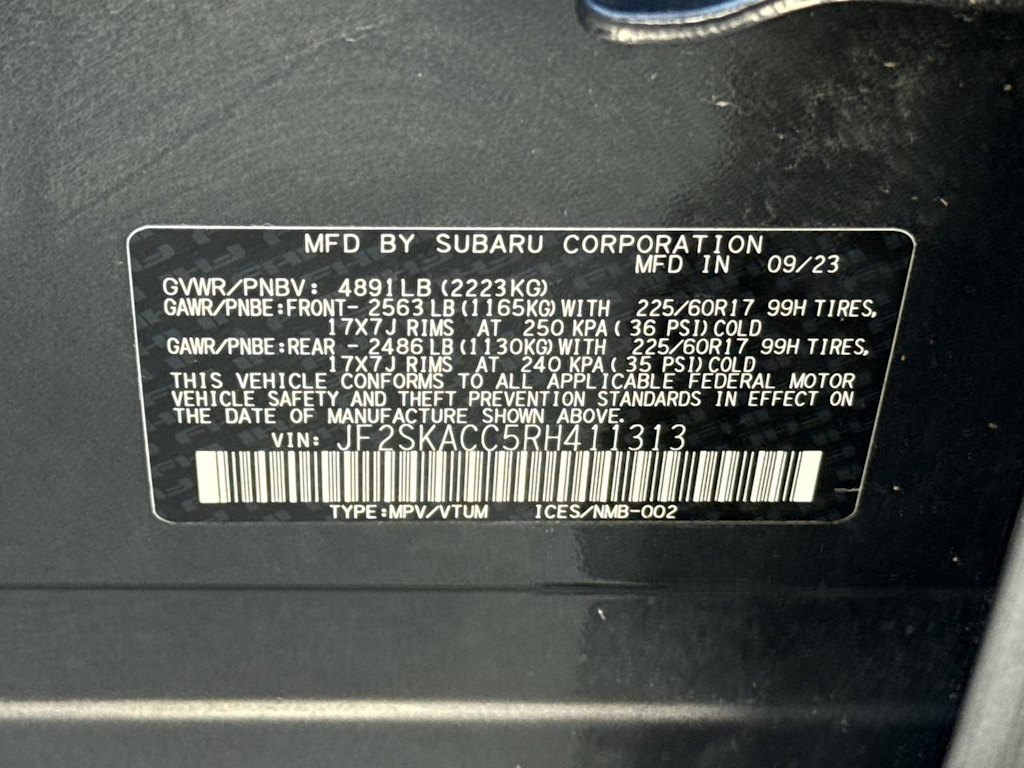 MFD BY SUBARU CORPORATION
MFD IN 09/23
GVWR/PNBV: 4891LB (2223KG)
GAWR/PNBE:FRONT- 2563 LB (1165KG) WITH 225/60R17 99H TIRES,
17X7J RIMS AT 250 KPA ( 36 PSI) COLD
GAWR/PNBE:REAR - 2486 LB (1130KG) WITH 225/60R17 99H TIRES,
17X7J RIMS AT 240 KPA ( 35 PSI) COLD
THIS VEHICLE CONFORMS TO ALL APPLICABLE FEDERAL MOTOR
VEHICLE SAFETY AND THEFT PREVENTION STANDARDS IN EFFECT ON
THE DATE OF MANUFACTURE SHOWN ABOVE.
VIN: JF2SKACC5RH411313
TYPE:MPV/VTUM ICES/NMB-002